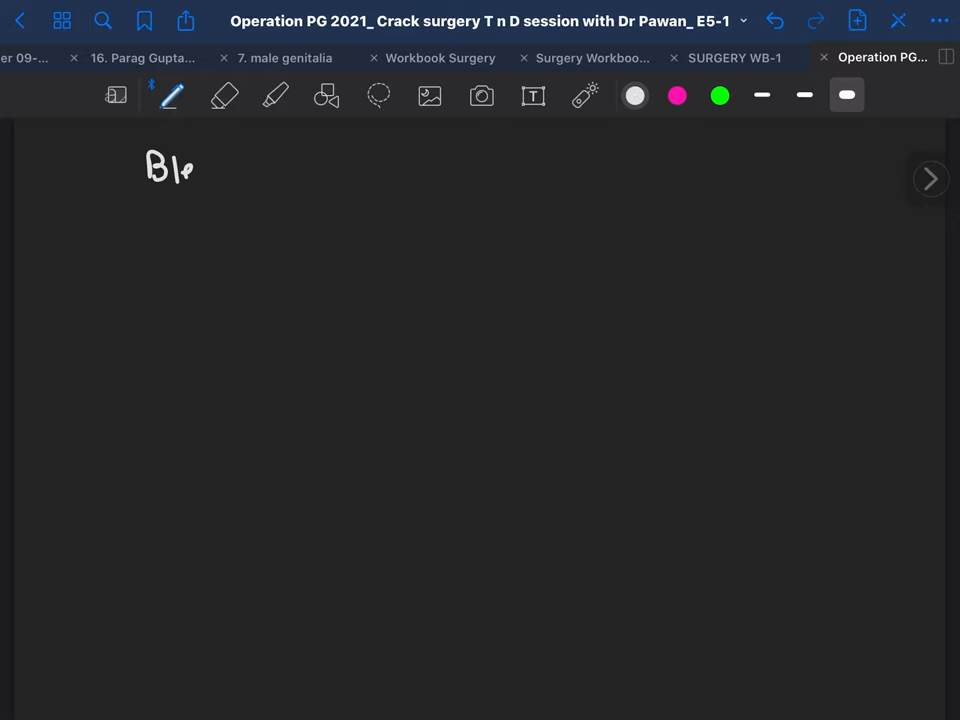 Operation PG 2021_ Crack surgery T n D session with Dr Pawan_ E5-1
er 09-... 16. Parag Gupta... 7. male genitalia Workbook Surgery Surgery Workboo... SURGERY WB-1 Operation PG...
T
Ble